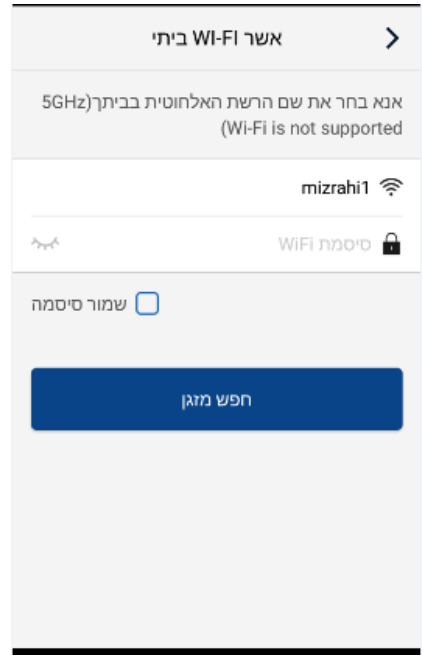 אשר WI-FI ביתי
אנא בחר את שם הרשת האלחוטית בביתך(5GHz
Wi-Fi is not supported)
mizrahi1
סיסמת WiFi
שמור סיסמה
חפש מזגן